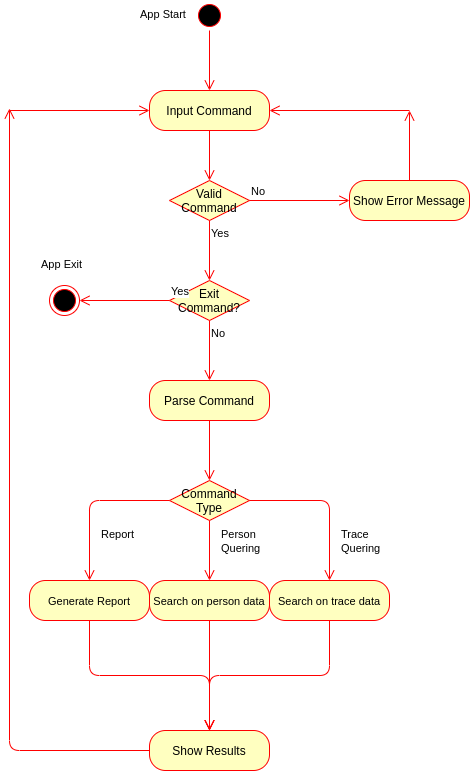 App Start
Input Command
Valid
Command
No
Show Error Message
Yes
App Exit
Yes
Exit
Command?
No
Parse Command
Command
Type
Report
Person
Quering
Trace
Quering
Generate Report
Search on person data
Search on trace data
Show Results